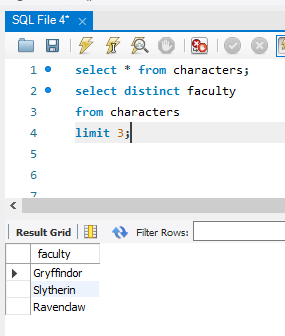 SQL File 4*
1 select * from characters;
2 select distinct faculty
3 from characters
4 limit 3;
5
6
7
Result Grid Filter Rows:
faculty
Gryffindor
Slytherin
Ravenclaw